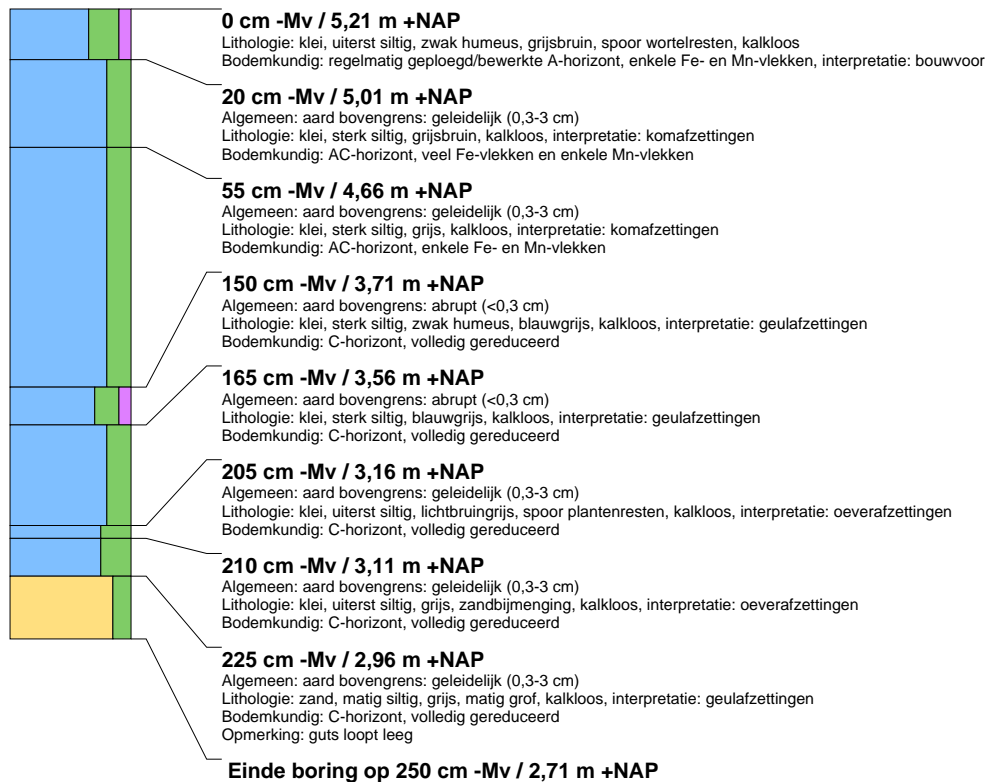 0 cm -Mv / 5,21 m +NAP
Lithologie: klei, uiterst siltig, zwak humeus, grijsbruin, spoor wortelresten, kalkloos
Bodemkundig: regelmatig geploegd/bewerkte A-horizont, enkele Fe- en Mn-vlekken, interpretatie: bouwvoor
20 cm -Mv / 5,01 m +NAP
Algemeen: aard bovengrens: geleidelijk (0,3-3 cm)
Lithologie: klei, sterk siltig, grijsbruin, kalkloos, interpretatie: komafzettingen
Bodemkundig: AC-horizont, veel Fe-vlekken en enkele Mn-vlekken
55 cm -Mv / 4,66 m +NAP
Algemeen: aard bovengrens: geleidelijk (0,3-3 cm)
Lithologie: klei, sterk siltig, grijs, kalkloos, interpretatie: komafzettingen
Bodemkundig: AC-horizont, enkele Fe- en Mn-vlekken
150 cm -Mv / 3,71 m +NAP
Algemeen: aard bovengrens: abrupt (<0,3 cm)
Lithologie: klei, sterk siltig, zwak humeus, blauwgrijs, kalkloos, interpretatie: geulafzettingen
Bodemkundig: C-horizont, volledig gereduceerd
165 cm -Mv / 3,56 m +NAP
Algemeen: aard bovengrens: abrupt (<0,3 cm)
Lithologie: klei, sterk siltig, blauwgrijs, kalkloos, interpretatie: geulafzettingen
Bodemkundig: C-horizont, volledig gereduceerd
205 cm -Mv / 3,16 m +NAP
Algemeen: aard bovengrens: geleidelijk (0,3-3 cm)
Lithologie: klei, uiterst siltig, lichtbruingrijs, spoor plantenresten, kalkloos, interpretatie: oeverafzettingen
Bodemkundig: C-horizont, volledig gereduceerd
210 cm -Mv / 3,11 m +NAP
Algemeen: aard bovengrens: geleidelijk (0,3-3 cm)
Lithologie: klei, uiterst siltig, grijs, zandbijmenging, kalkloos, interpretatie: oeverafzettingen
Bodemkundig: C-horizont, volledig gereduceerd
225 cm -Mv / 2,96 m +NAP
Algemeen: aard bovengrens: geleidelijk (0,3-3 cm)
Lithologie: zand, matig siltig, grijs, matig grof, kalkloos, interpretatie: geulafzettingen
Bodemkundig: C-horizont, volledig gereduceerd
Opmerking: guts loopt leeg
Einde boring op 250 cm -Mv / 2,71 m +NAP